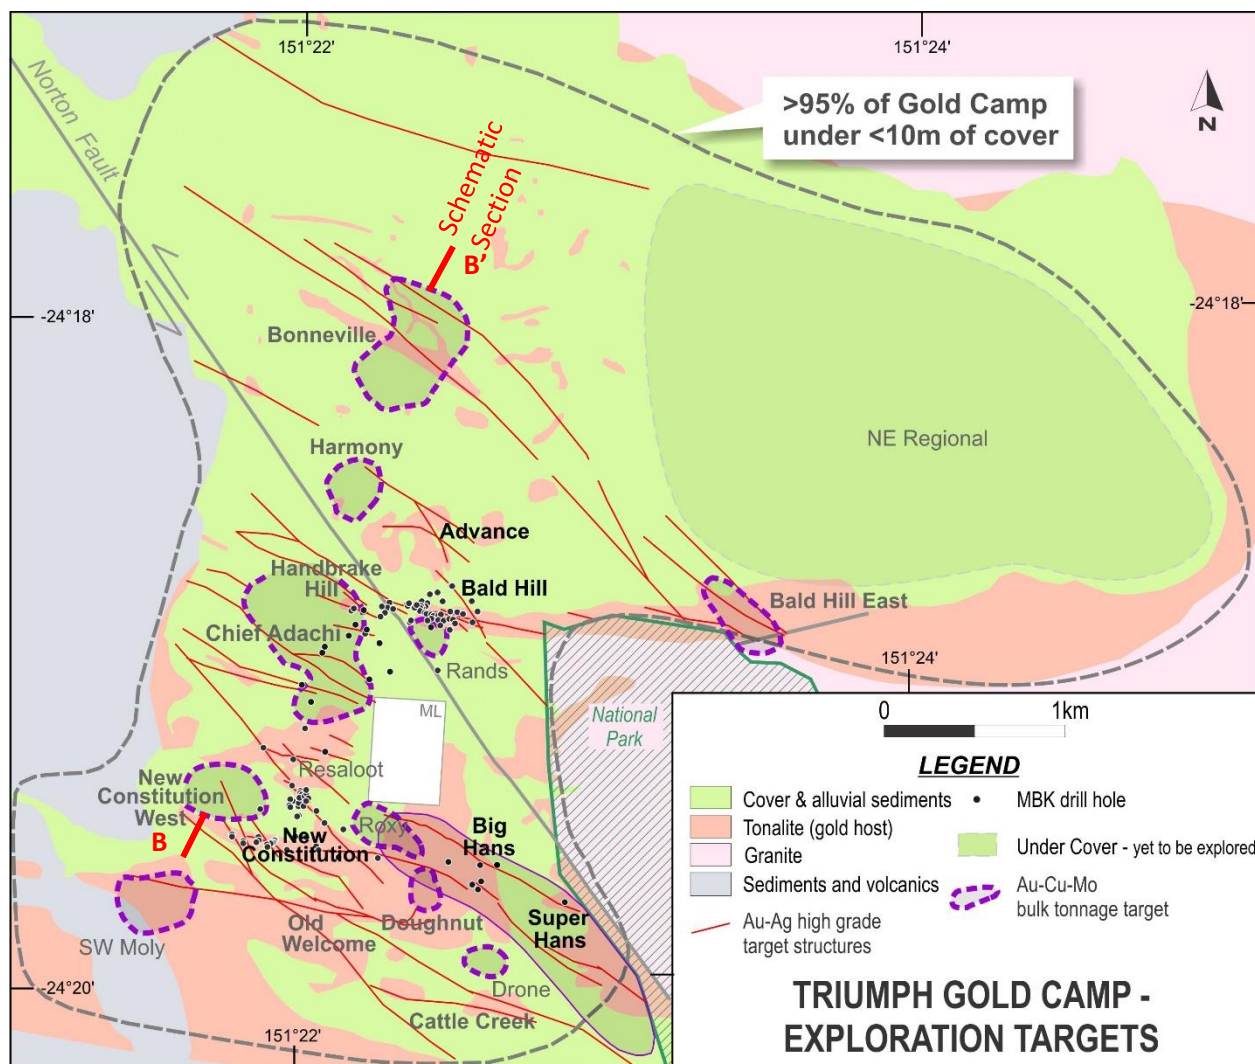 151°22'
151°24'
>95% of Gold Camp
under <10m of cover
N
Norton Fault
Schematic
Section
B-
-24°18'
-24°18'
Bonneville
NE Regional
Harmony
Advance
Handbrake
Hill
Bald Hill
Bald Hill East
Chief Adachi
Rands
151°24'
ML
National
Park
0
1km
LEGEND
Cover & alluvial sediments
MBK drill hole
Tonalite (gold host)
Under Cover - yet to be explored
Granite
Sediments and volcanics
Au-Cu-Mo
bulk tonnage target
Au-Ag high grade
target structures
Resaloot
New
Constitution
West
B
Roxy
New
Constitution
Big
Hans
Super
Hans
Doughnut
Old
Welcome
SW Moly
Drone
Cattle Creek
-24°20'
151°22'
TRIUMPH GOLD CAMP -
EXPLORATION TARGETS